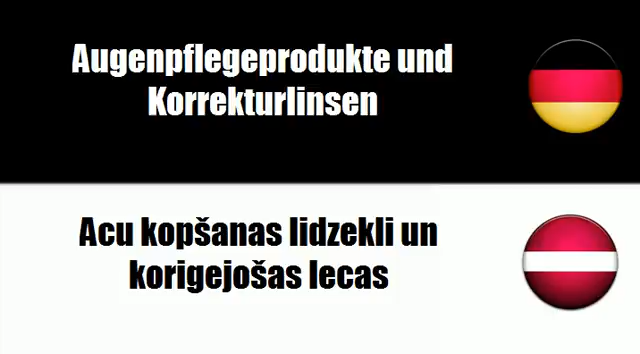 Augenpflegeprodukte und
Korrekturlinsen
Acu kopšanas lidzekli un
korigejošas lecas